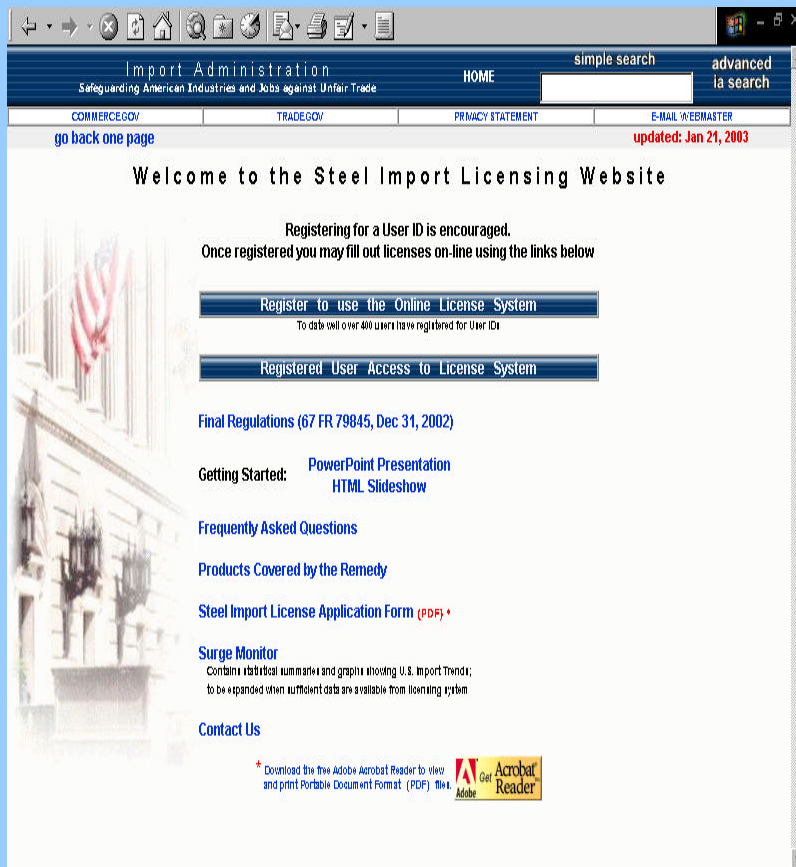 simple search
Import Administration
HOME
advanced
ia search
Safeguarding American Industries and Jobs against Unfair Trade
COMMERCE.GOV TRADE.GOV PRIVACY STATEMENT E-MAIL WEBMASTER
go back one page updated: Jan 21, 2003
Welcome to the Steel Import Licensing Website
Registering for a User ID is encouraged.
Once registered you may fill out licenses on-line using the links below
Register to use the Online License System
To date well over 400 users have registered for User IDs
Registered User Access to License System
Final Regulations (67 FR 79845, Dec 31, 2002)
Getting Started:
PowerPoint Presentation
HTML Slideshow
Frequently Asked Questions
Products Covered by the Remedy
Steel Import License Application Form (PDF) *
Surge Monitor
Contains statistical summaries and graphs showing U.S. Import Trends;
to be expanded when sufficient data are available from licensing system
Contact Us
* Download the free Adobe Acrobat Reader to view
and print Portable Document Format (PDF) files.
Adobe
Get Acrobat
Reader